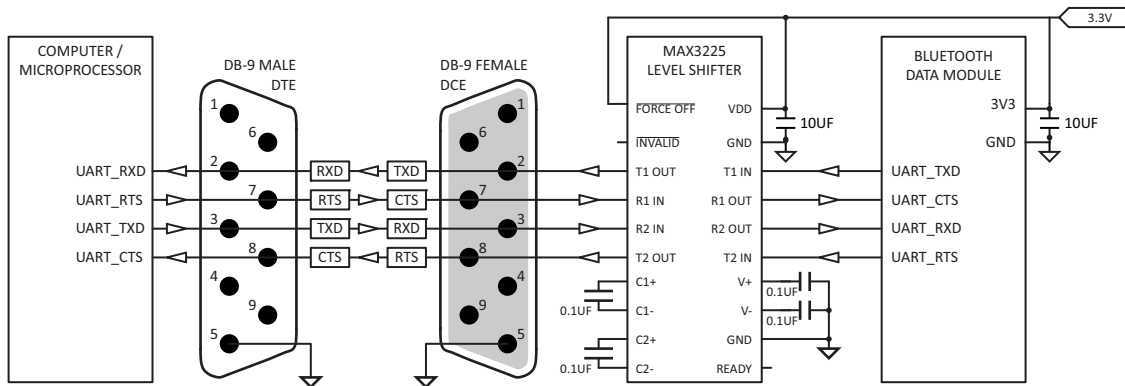 3.3V
COMPUTER /
MICROPROCESSOR
DB-9 MALE
DTE
DB-9 FEMALE
DCE
MAX3225
LEVEL SHIFTER
BLUETOOTH
DATA MODULE
1
6
2
7
3
8
4
9
5
1
6
2
7
3
8
4
9
5
UART_RXD
UART_RTS
UART_TXD
UART_CTS
RXD
TXD
RTS
CTS
TXD
RXD
CTS
RTS
FORCE OFF
INVALID
T1 OUT
R1 IN
R2 IN
T2 OUT
C1+
C1-
C2+
C2-
0.1UF
0.1UF
VDD
GND
T1 IN
R1 OUT
R2 OUT
T2 IN
V+
V-
GND
READY
10UF
0.1UF
0.1UF
3V3
GND
10UF
UART_TXD
UART_CTS
UART_RXD
UART_RTS